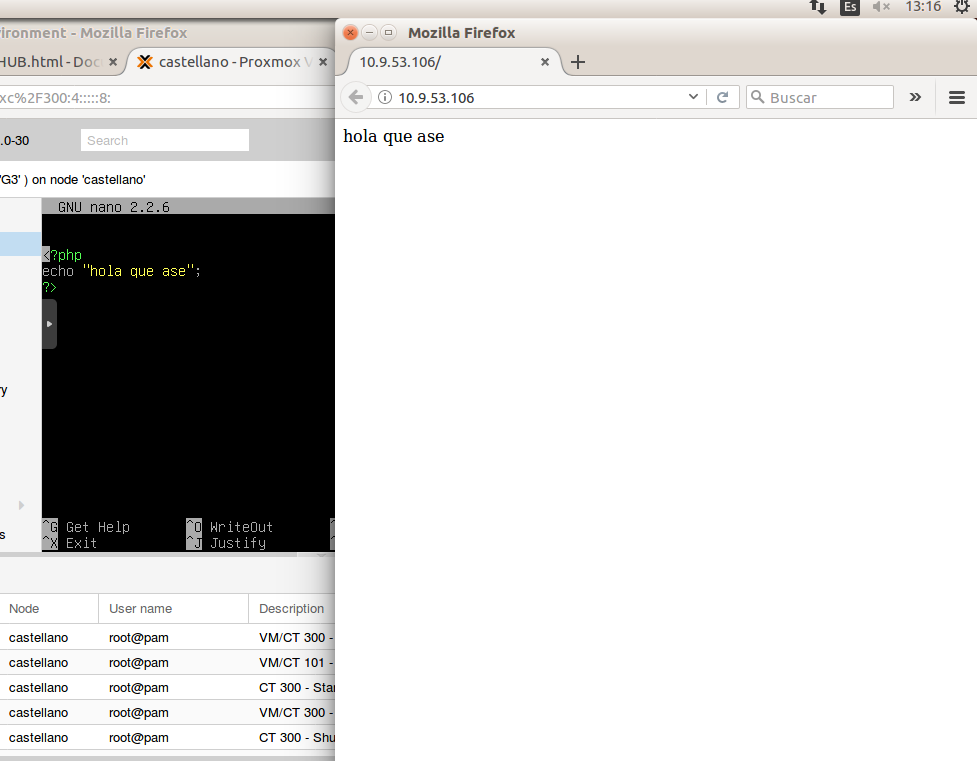 Es 13:16
ironment - Mozilla Firefox
HUB.html - Doc × castellano - Proxmox V ×
xc%2F300:4:::::8:
.0-30 Search
'G3' ) on node 'castellano'
GNU nano 2.2.6
<?php
echo "hola que ase";
?>
ry
s
^G Get Help ^O WriteOut ^
^X Exit ^J Justify ^
Node User name Description
castellano root@pam VM/CT 300 -
castellano root@pam VM/CT 101 -
castellano root@pam CT 300 - Star
castellano root@pam VM/CT 300 -
castellano root@pam CT 300 - Shu
Mozilla Firefox
10.9.53.106/ × +
10.9.53.106 Buscar »
hola que ase